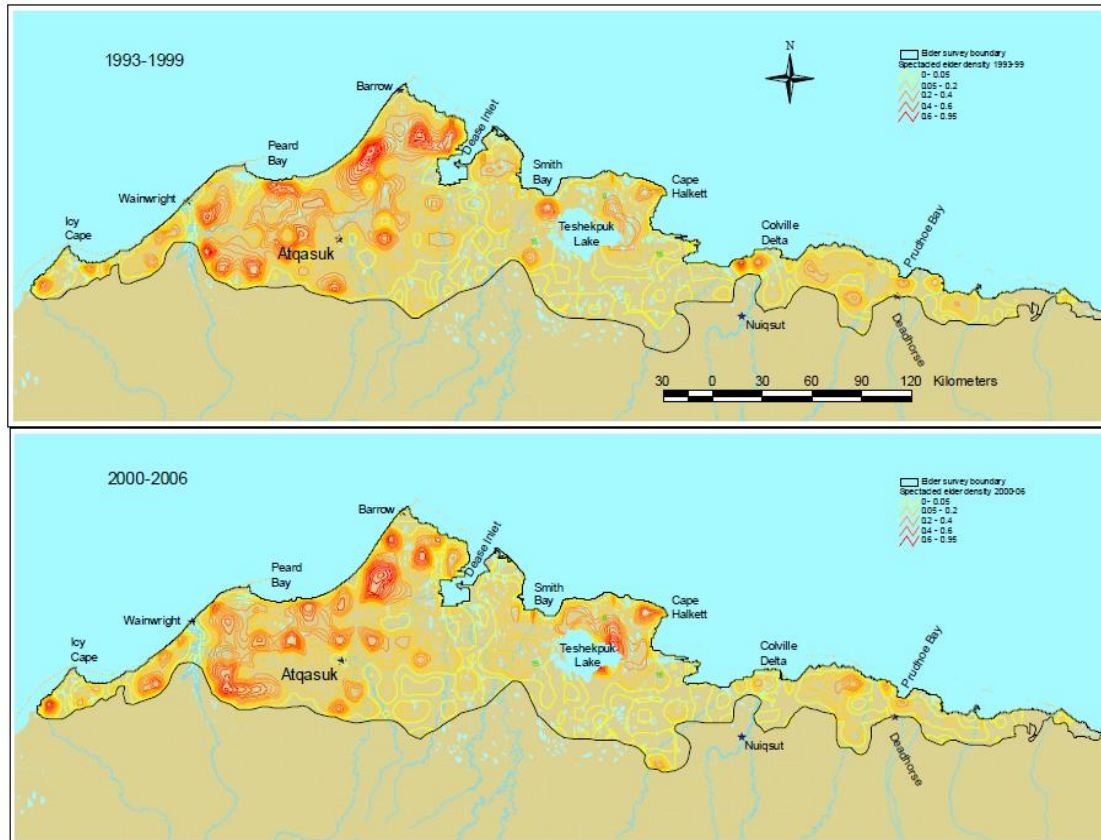 1993-1999
N
Eider survey boundary
Spectacled eider density 1993-99
0 - 0.05
0.05 - 0.2
0.2 - 0.4
0.4 - 0.6
0.6 - 0.95
Barrow
Dease Inlet
Peard
Bay
Smith
Bay
Cape
Halkett
Wainwright
Icy
Cape
Atqasuk
Teshekpuk
Lake
Colville
Delta
Prudhoe Bay
Nuiqsut
Deadhorse
30 0 30 60 90 120 Kilometers
2000-2006
Eider survey boundary
Spectacled eider density 2000-06
0 - 0.05
0.05 - 0.2
0.2 - 0.4
0.4 - 0.6
0.6 - 0.95
Barrow
Dease Inlet
Peard
Bay
Smith
Bay
Cape
Halkett
Wainwright
Icy
Cape
Atqasuk
Teshekpuk
Lake
Colville
Delta
Prudhoe Bay
Nuiqsut
Deadhorse